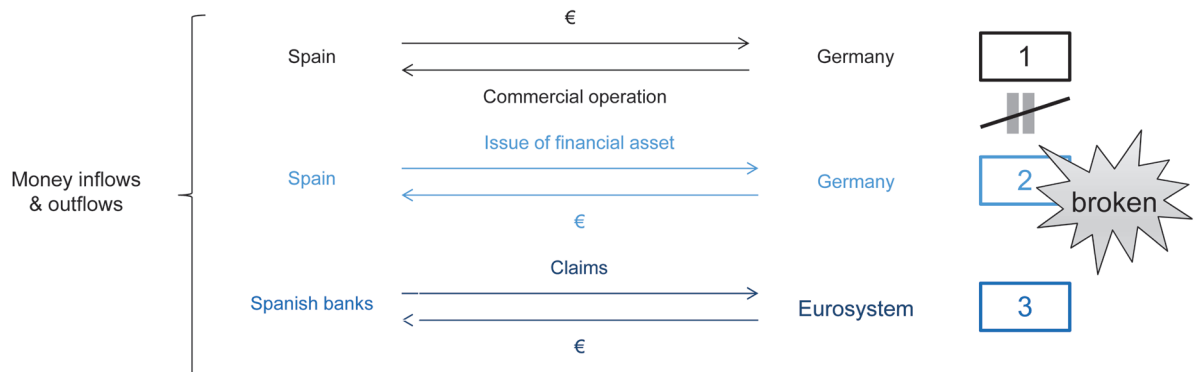 €
Spain
Germany
1
Commercial operation
Issue of financial asset
Money inflows
& outflows
Spain
Germany
2
broken
€
Claims
Spanish banks
Eurosystem
3
€